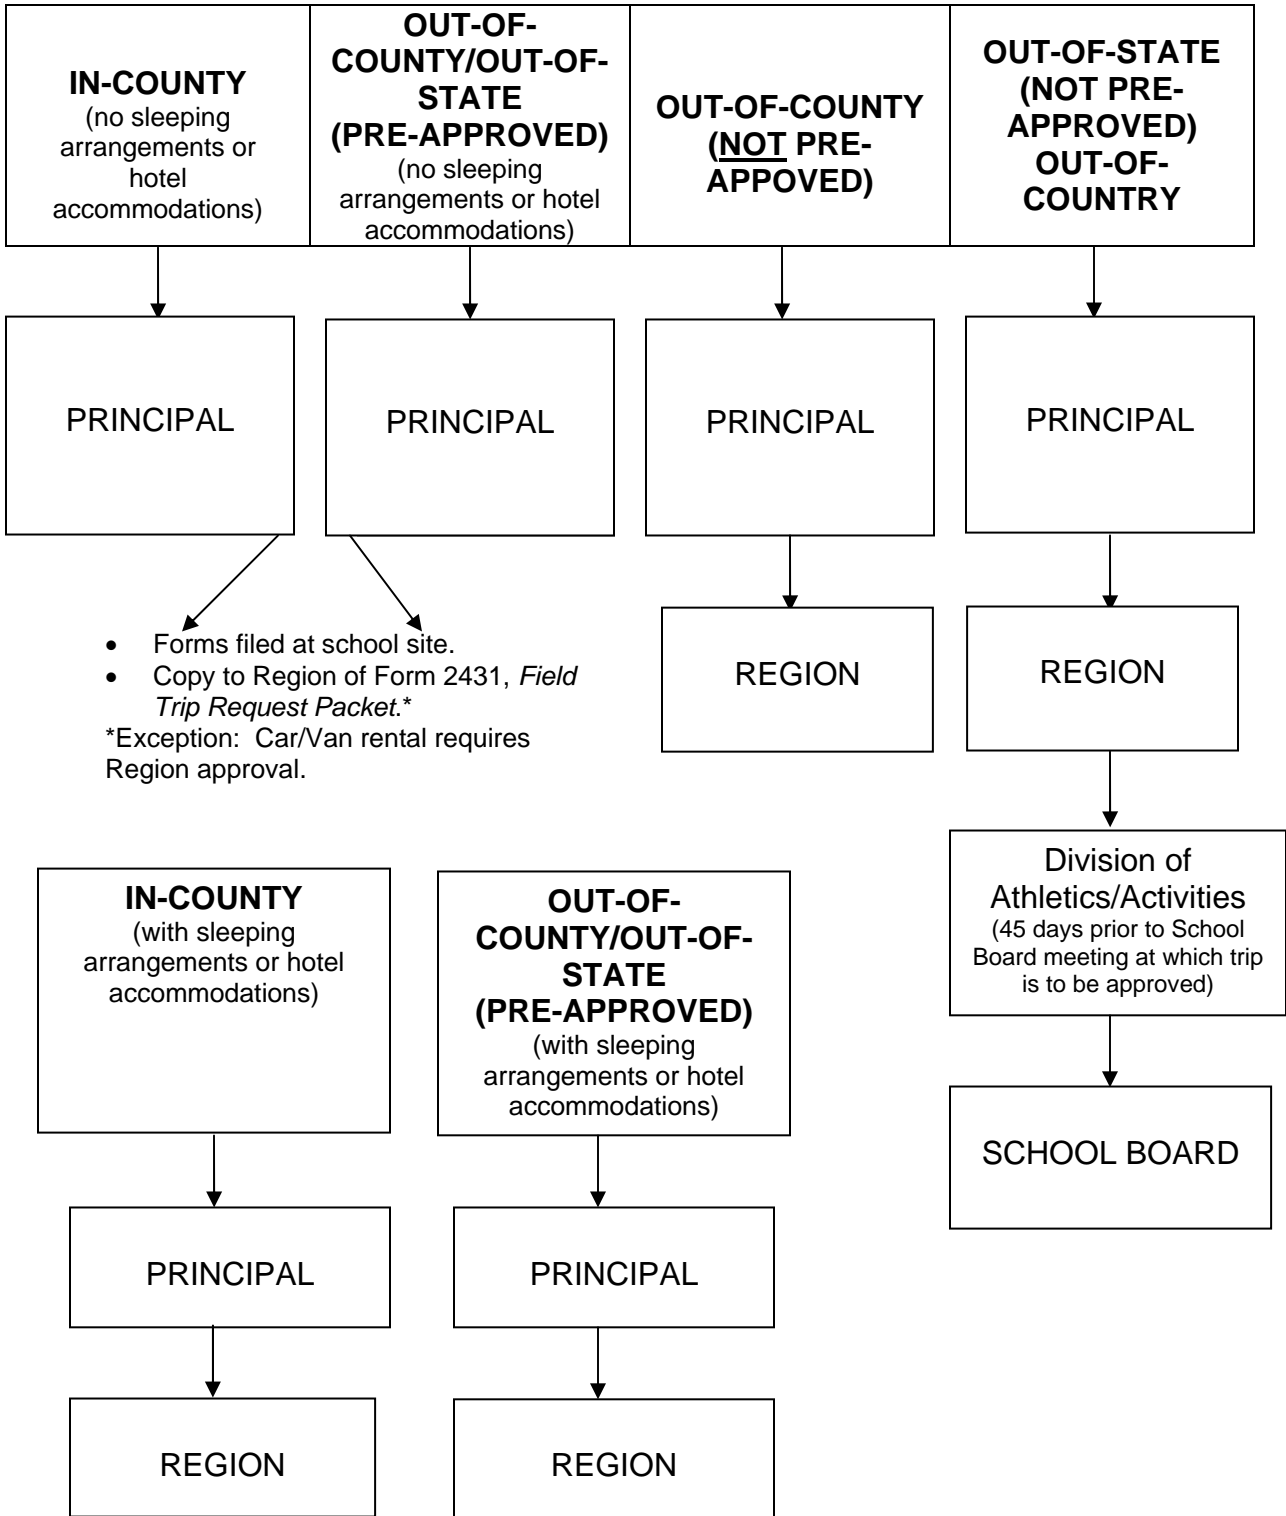 IN-COUNTY
(no sleeping
arrangements or
hotel
accommodations)
OUT-OF-
COUNTY/OUT-OF-
STATE
(PRE-APPROVED)
(no sleeping
arrangements or hotel
accommodations)
OUT-OF-COUNTY
(NOT PRE-
APPOVED)
OUT-OF-STATE
(NOT PRE-
APPROVED)
OUT-OF-
COUNTRY
PRINCIPAL
PRINCIPAL
PRINCIPAL
PRINCIPAL
• Forms filed at school site.
• Copy to Region of Form 2431, Field
Trip Request Packet.*
*Exception: Car/Van rental requires
Region approval.
REGION
REGION
Division of
Athletics/Activities
(45 days prior to School
Board meeting at which trip
is to be approved)
SCHOOL BOARD
IN-COUNTY
(with sleeping
arrangements or hotel
accommodations)
OUT-OF-
COUNTY/OUT-OF-
STATE
(PRE-APPROVED)
(with sleeping
arrangements or hotel
accommodations)
PRINCIPAL
PRINCIPAL
REGION
REGION